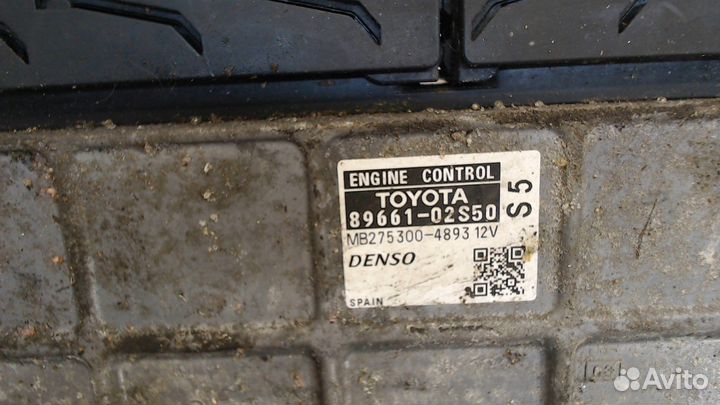 ENGINE CONTROL
TOYOTA
89661-02S50
S5
MB275300-4893 12V
DENSO
SPAIN
Avito